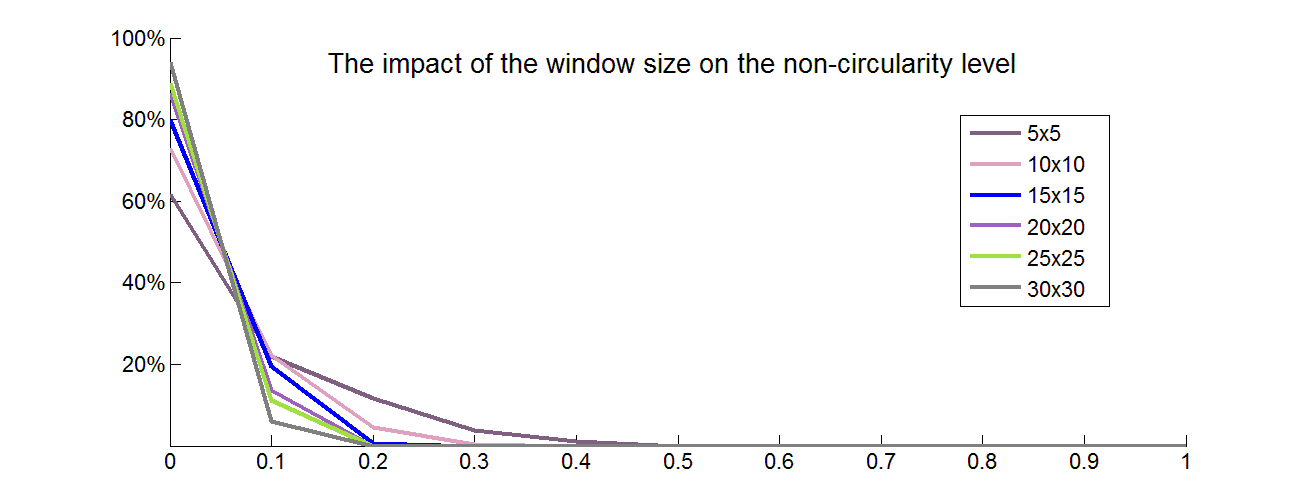 The impact of the window size on the non-circularity level
100%
80%
60%
40%
20%
0 0.1 0.2 0.3 0.4 0.5 0.6 0.7 0.8 0.9 1
5x5
10x10
15x15
20x20
25x25
30x30